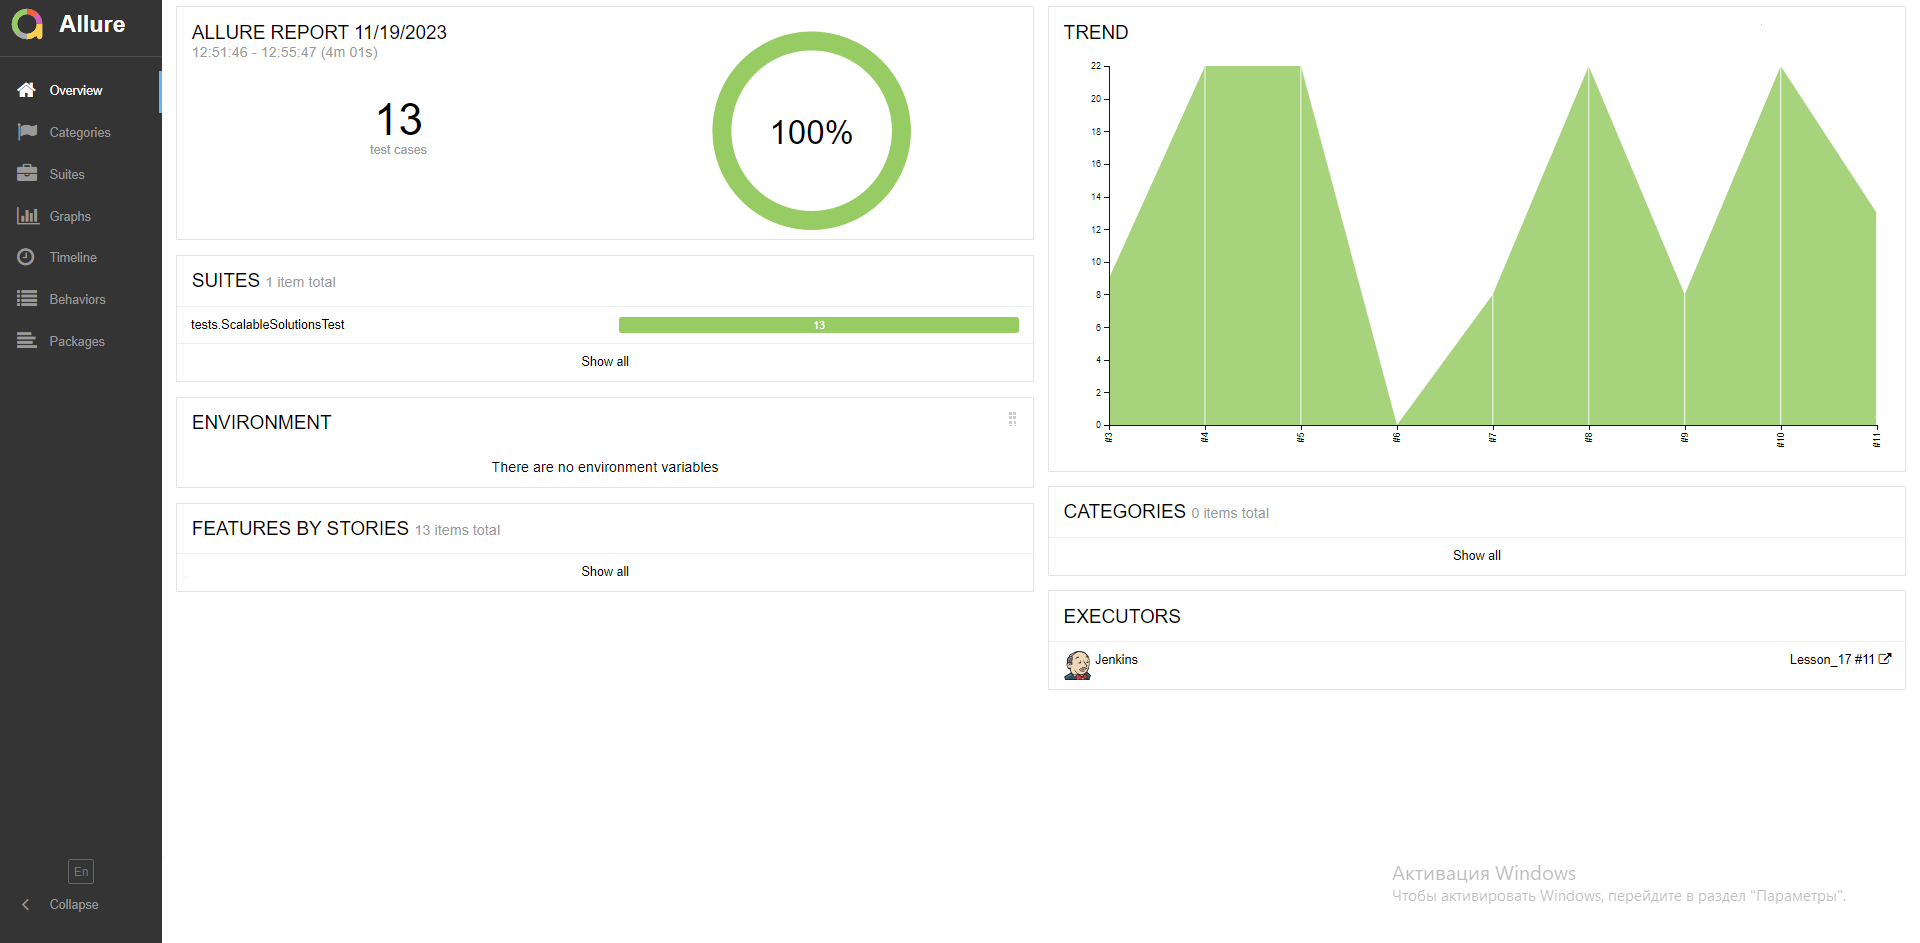 Allure
Overview
Categories
Suites
Graphs
Timeline
Behaviors
Packages
En
Collapse
ALLURE REPORT 11/19/2023
12:51:46 - 12:55:47 (4m 01s)
13
test cases
100%
SUITES 1 item total
tests.ScalableSolutionsTest 13
Show all
ENVIRONMENT
There are no environment variables
FEATURES BY STORIES 13 items total
Show all
TREND
22
20
18
16
14
12
10
8
6
4
2
0
#3 #4 #5 #6 #7 #8 #9 #10 #11
CATEGORIES 0 items total
Show all
EXECUTORS
Jenkins Lesson_17 #11
Активация Windows
Чтобы активировать Windows, перейдите в раздел "Параметры".